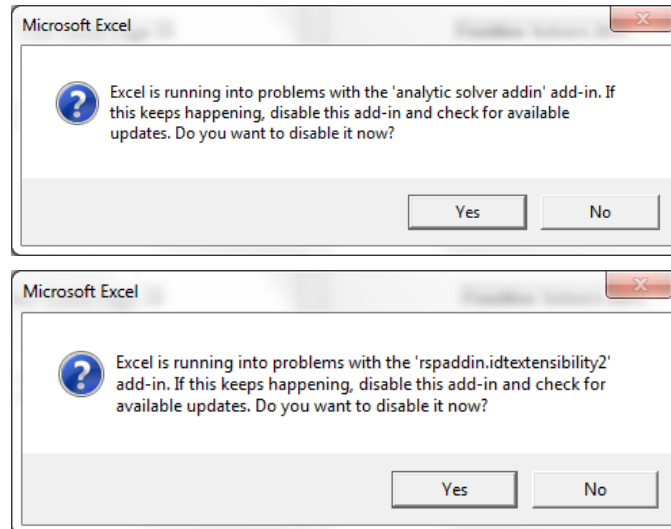 Microsoft Excel
Excel is running into problems with the 'analytic solver addin' add-in. If
this keeps happening, disable this add-in and check for available
updates. Do you want to disable it now?
Yes No
Microsoft Excel
Excel is running into problems with the 'rspaddin.idtextensibility2'
add-in. If this keeps happening, disable this add-in and check for
available updates. Do you want to disable it now?
Yes No